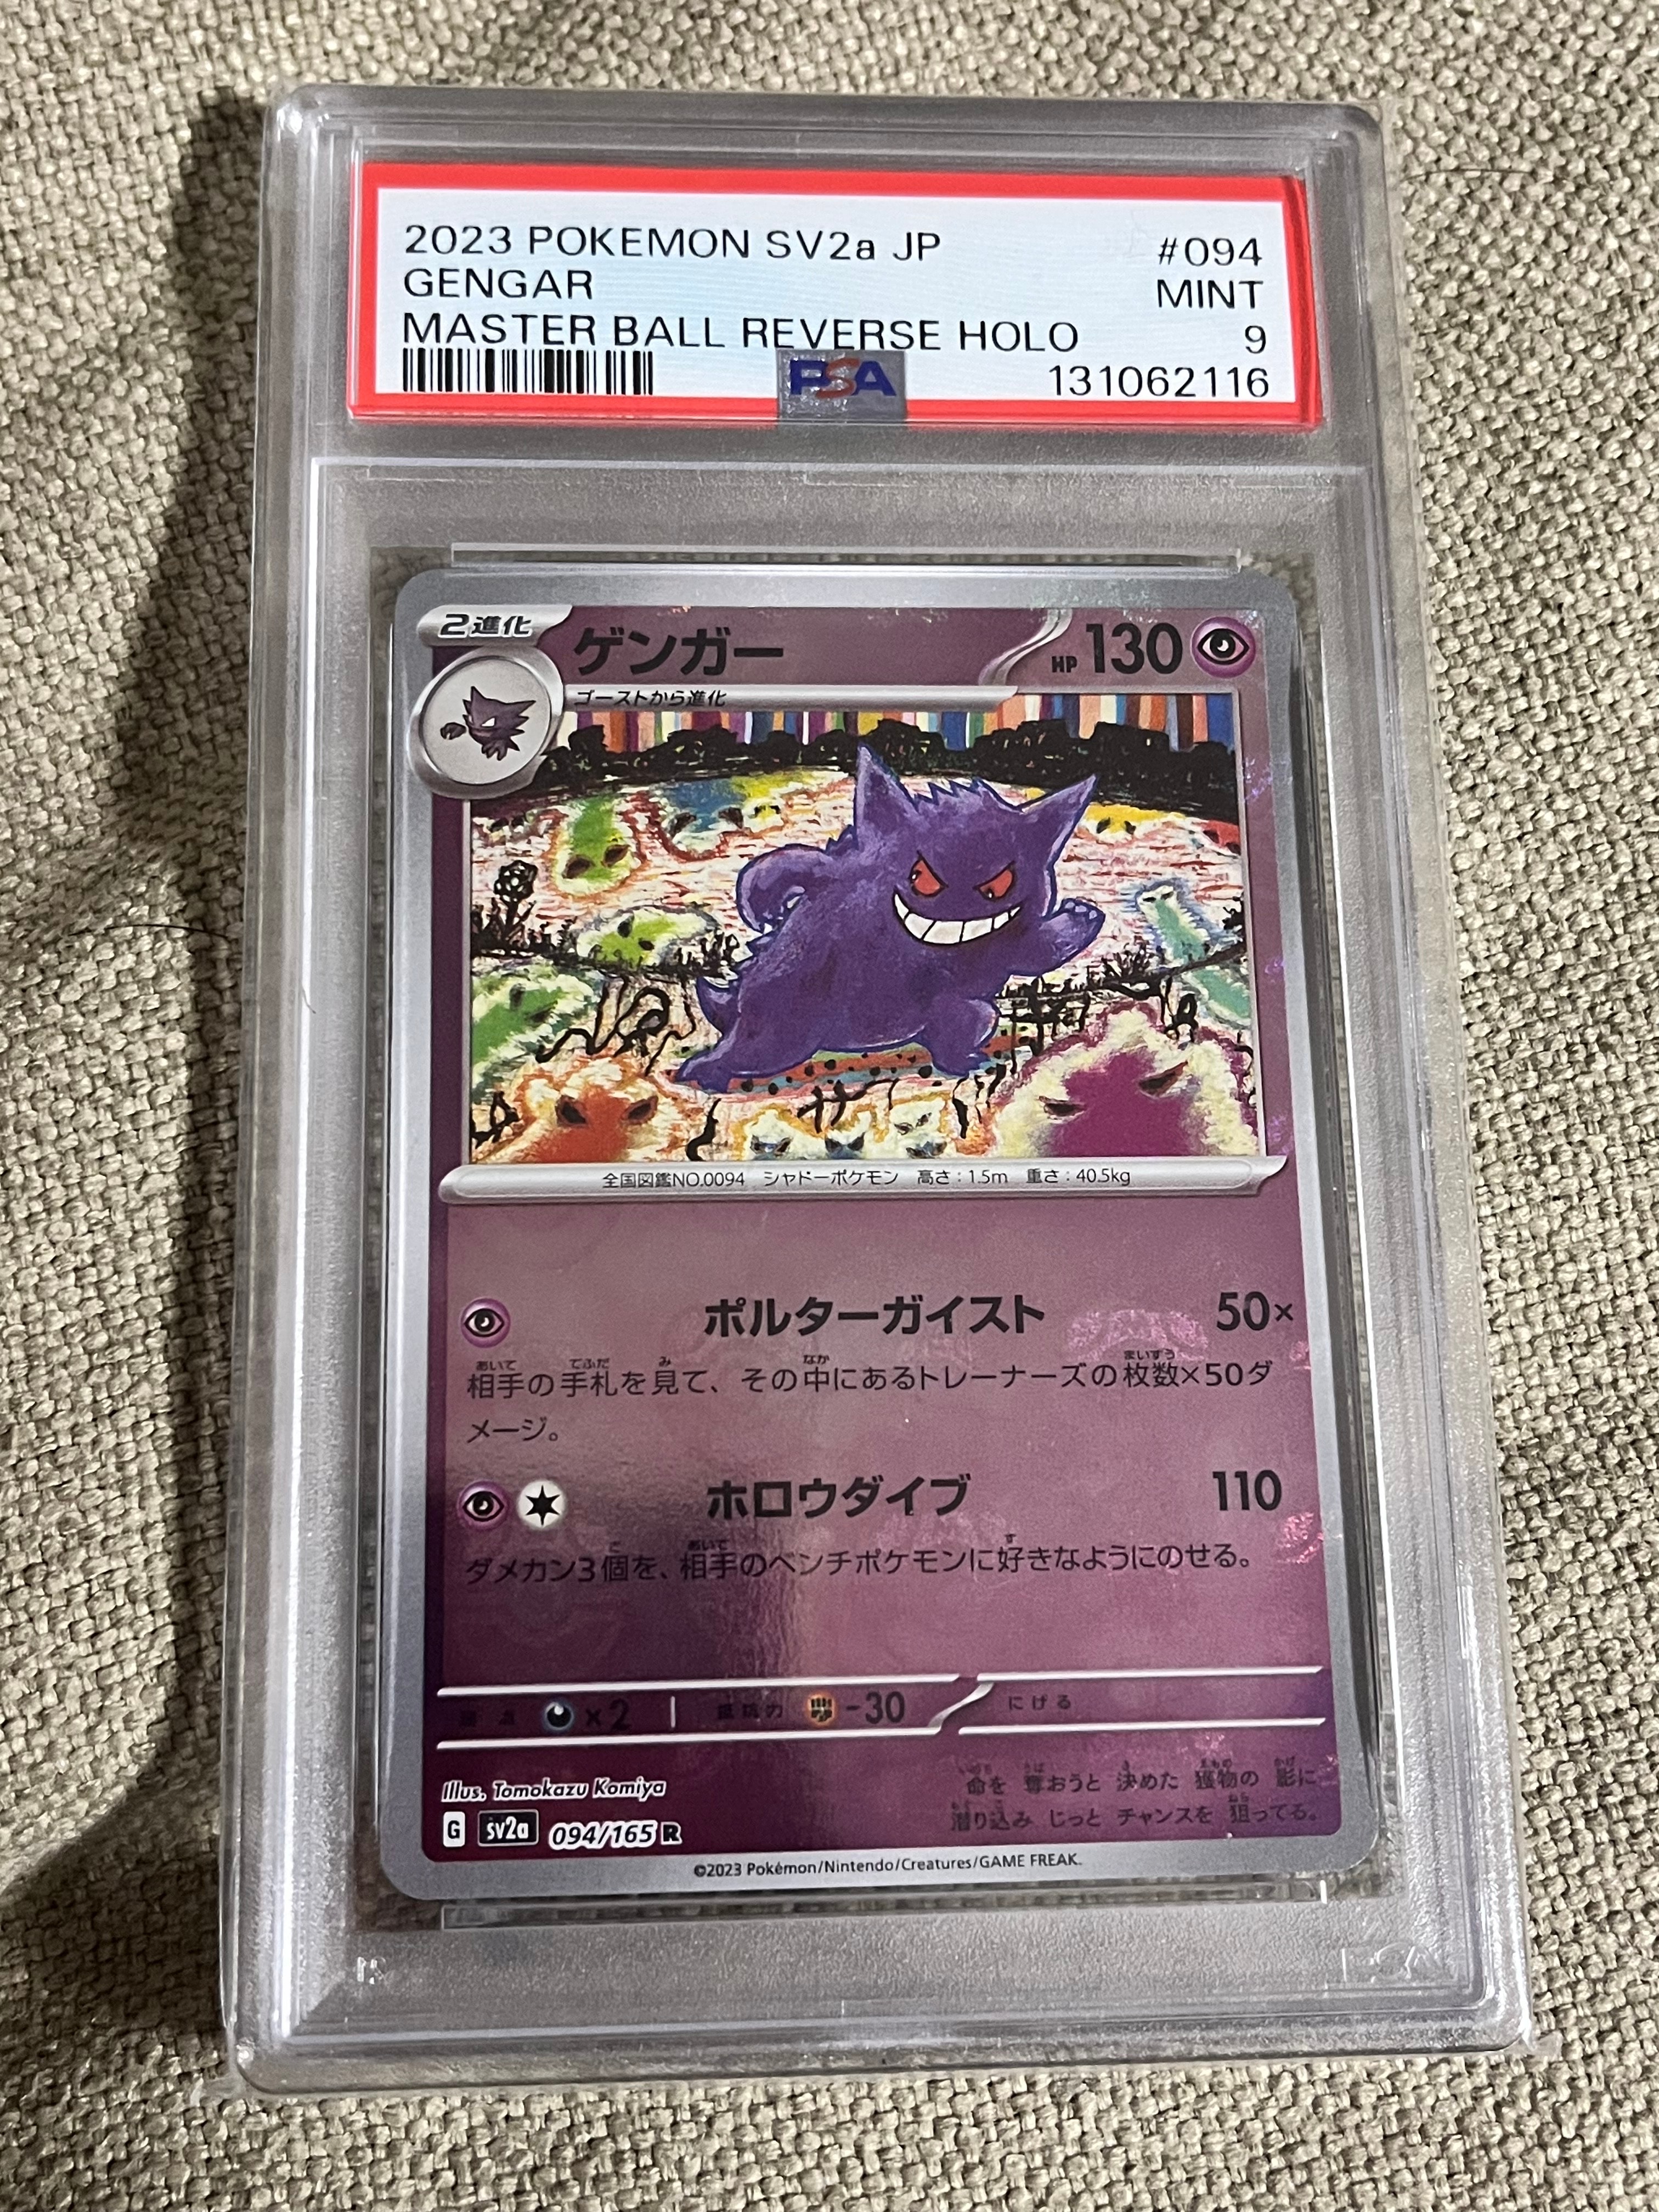 2023 POKEMON SV2a JP #094
GENGAR MINT
MASTER BALL REVERSE HOLO 9
PSA 131062116
2進化 ゲンガー HP 130
ゴーストから進化
全国図鑑NO.0094 シャドーポケモン 高さ:1.5m 重さ:40.5kg
ポルターガイスト 50×
相手の手札を見て、その中にあるトレーナーズの枚数×50ダ
メージ。
ホロウダイブ 110
ダメカン3個を、相手のベンチポケモンに好きなようにのせる。
弱点 ×2 抵抗力 -30 にげる
Illus. Tomokazu Komiya
命を奪おうと 決めた 獲物の 影に
潜り込み じっと チャンスを 狙ってる。
G sv2a 094/165 R
©2023 Pokémon/Nintendo/Creatures/GAME FREAK.